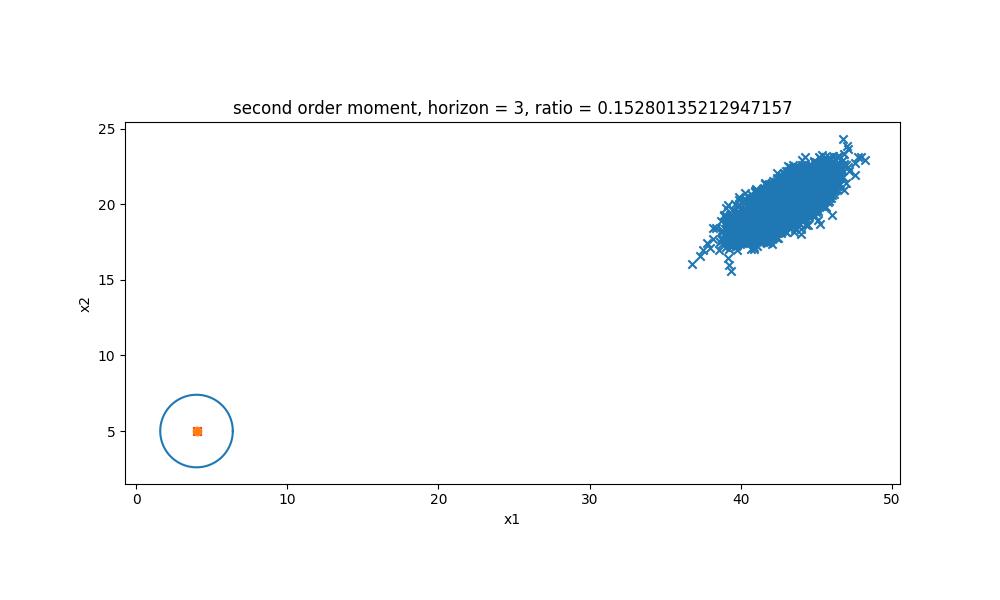 second order moment, horizon = 3, ratio = 0.15280135212947157
25
20
15
10
5
x2
0 10 20 30 40 50
x1